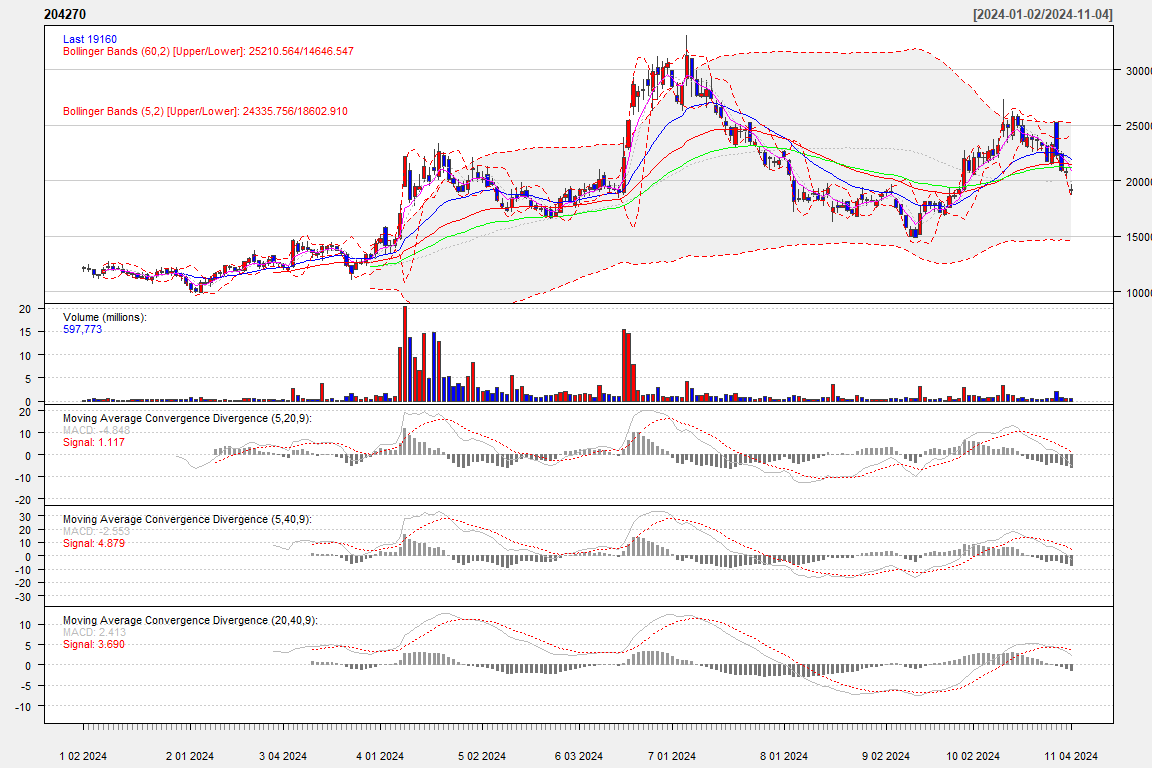 204270
[2024-01-02/2024-11-04]
Last 19160
Bollinger Bands (60,2) [Upper/Lower]: 25210.564/14646.547
Bollinger Bands (5,2) [Upper/Lower]: 24335.756/18602.910
30000
25000
20000
15000
10000
Volume (millions):
597,773
20
15
10
5
0
Moving Average Convergence Divergence (5,20,9):
MACD: -4.848
Signal: 1.117
20
10
0
-10
-20
Moving Average Convergence Divergence (5,40,9):
MACD: -2.553
Signal: 4.879
30
20
10
0
-10
-20
-30
Moving Average Convergence Divergence (20,40,9):
MACD: 2.413
Signal: 3.690
10
5
0
-5
-10
1 02 2024
2 01 2024
3 04 2024
4 01 2024
5 02 2024
6 03 2024
7 01 2024
8 01 2024
9 02 2024
10 02 2024
11 04 2024